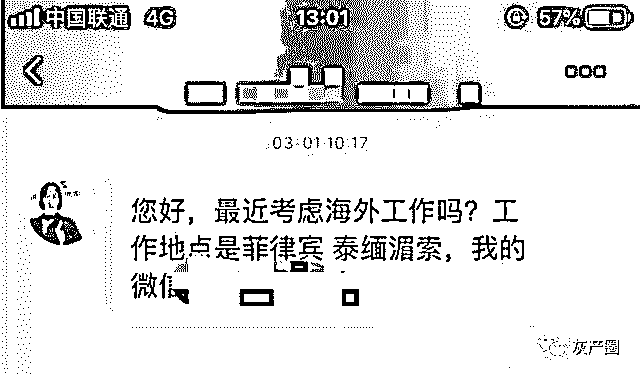 中国联通 4G 13:01 57%
03-01 10:17
您好，最近考虑海外工作吗？工
作地点是菲律宾 泰缅湄索，我的
微信
灰产圈